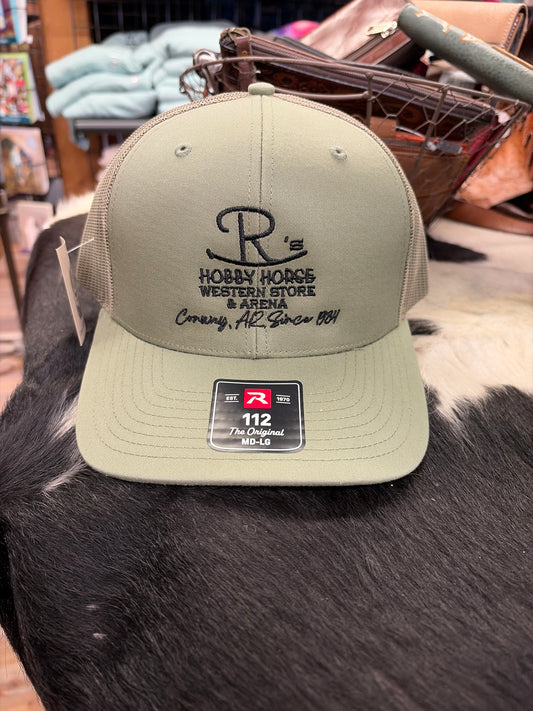 R's
HOBBY HORSE
WESTERN STORE
& ARENA
Conway, AR, Since 1984
EST. R 1970
112
The Original
MD-LG